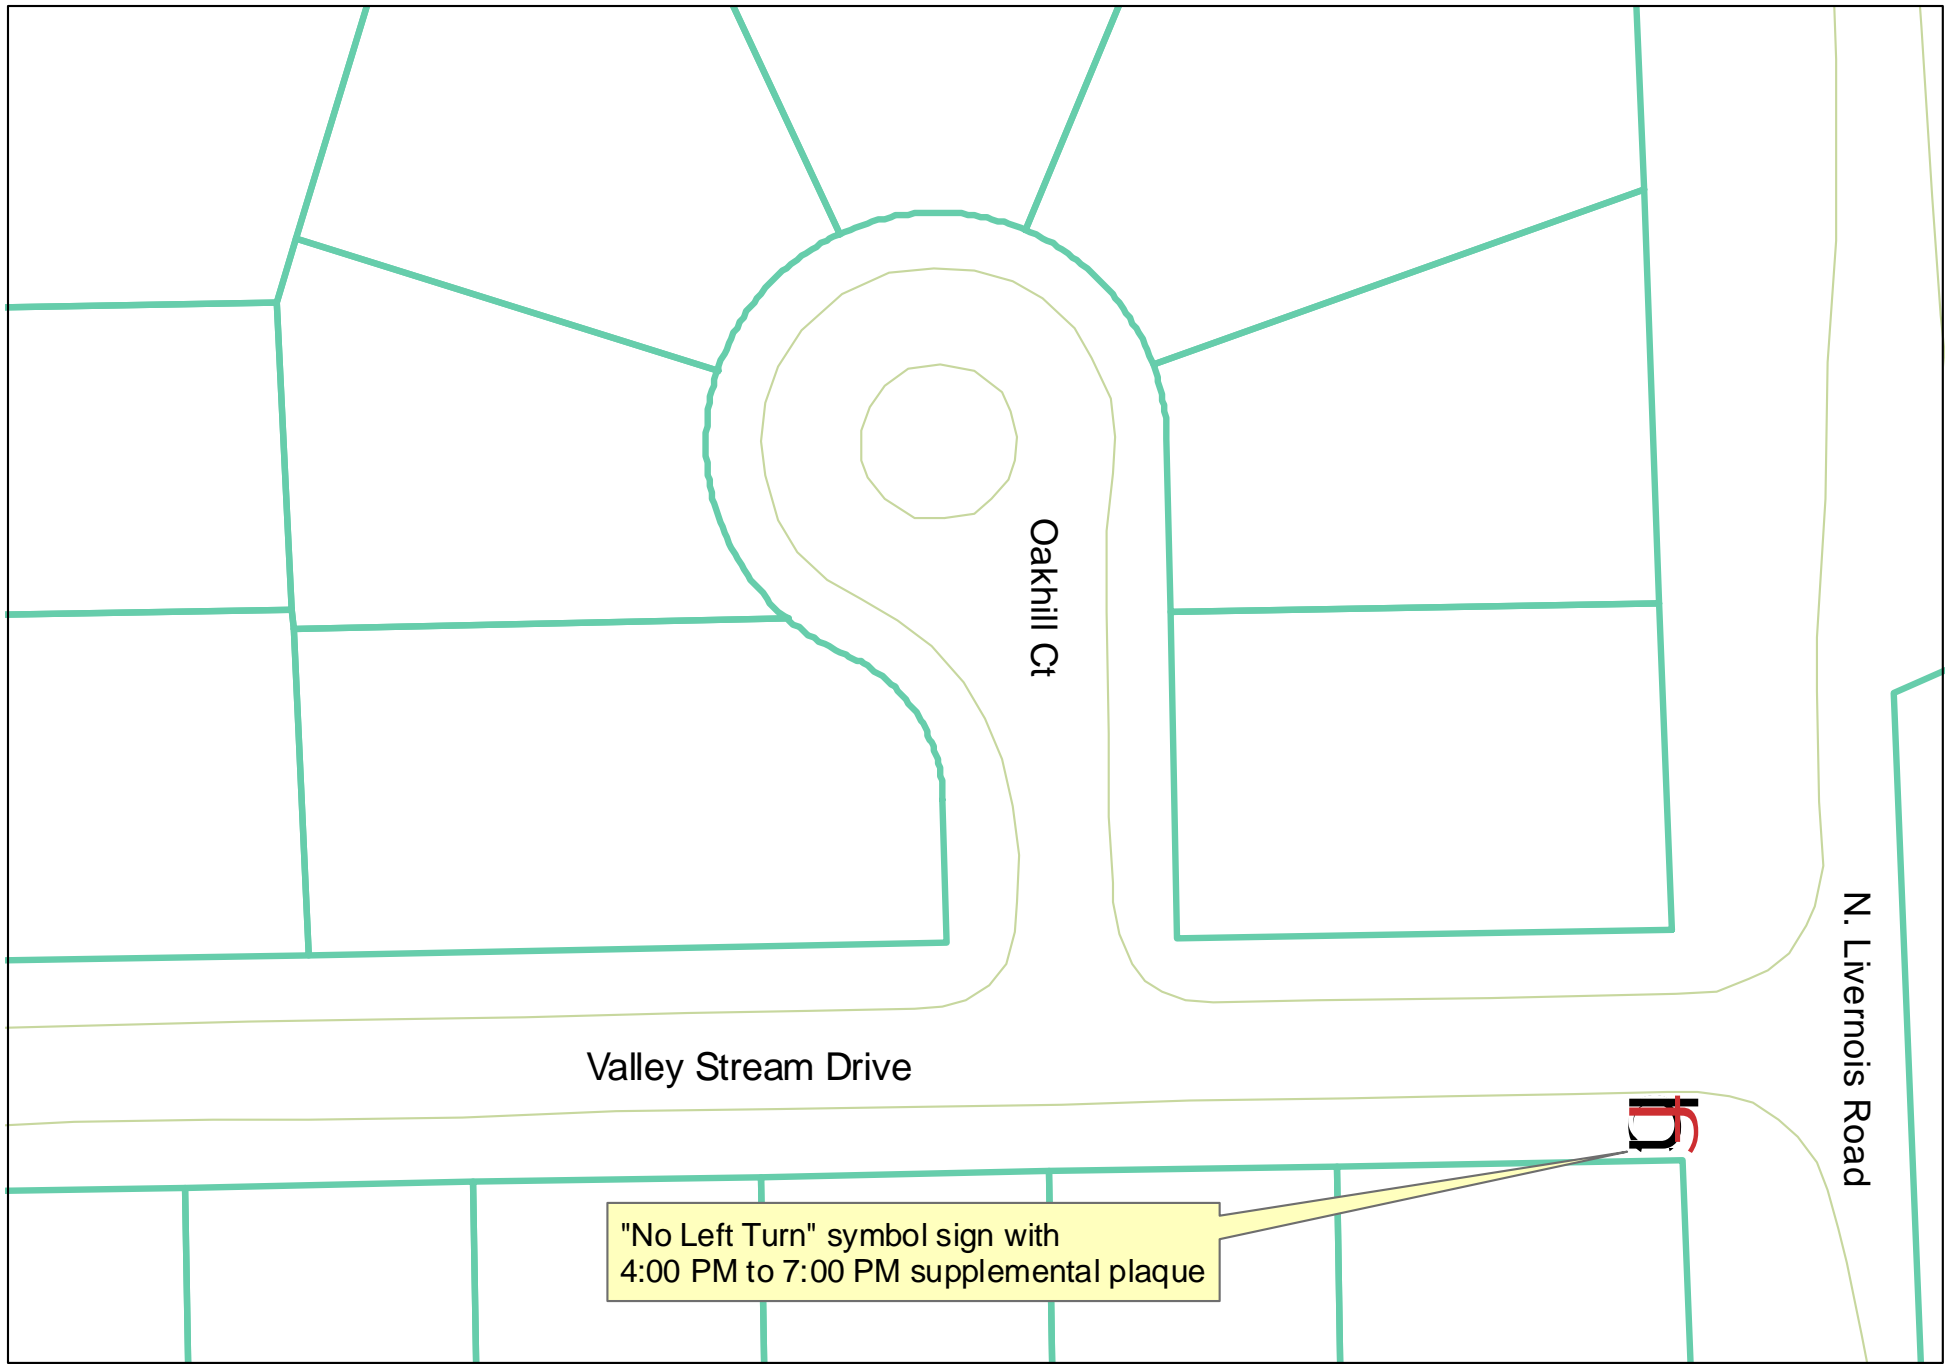 Oakhill Ct
N. Livernois Road
Valley Stream Drive
"No Left Turn" symbol sign with
4:00 PM to 7:00 PM supplemental plaque